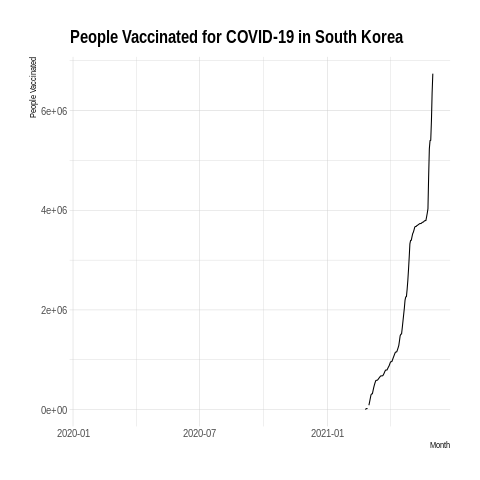 People Vaccinated for COVID-19 in South Korea
People Vaccinated
6e+06
4e+06
2e+06
0e+00
2020-01
2020-07
2021-01
Month